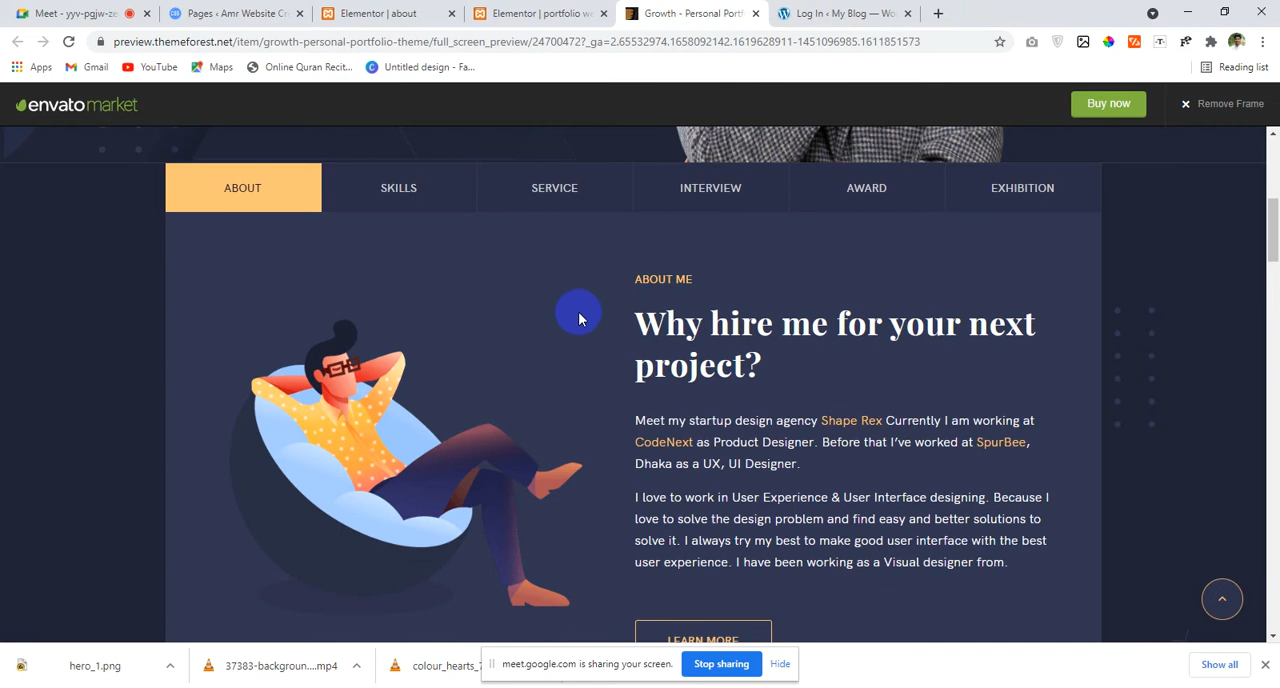 Meet - yyv-pgjw-ze
Pages ‹ Amr Website Cr
Elementor | about
Elementor | portfolio we
Growth - Personal Portf
Log In ‹ My Blog — Wo
preview.themeforest.net/item/growth-personal-portfolio-theme/full_screen_preview/24700472?_ga=2.65532974.1658092142.1619628911-1451096985.1611851573
Apps
Gmail
YouTube
Maps
Online Quran Recit...
Untitled design - Fa...
Reading list
envatomarket
Buy now
Remove Frame
ABOUT
SKILLS
SERVICE
INTERVIEW
AWARD
EXHIBITION
ABOUT ME
Why hire me for your next
project?
Meet my startup design agency Shape Rex Currently I am working at
CodeNext as Product Designer. Before that I've worked at SpurBee,
Dhaka as a UX, UI Designer.
I love to work in User Experience & User Interface designing. Because I
love to solve the design problem and find easy and better solutions to
solve it. I always try my best to make good user interface with the best
user experience. I have been working as a Visual designer from.
LEARN MORE
hero_1.png
37383-backgroun....mp4
colour_hearts_
meet.google.com is sharing your screen.
Stop sharing
Hide
Show all